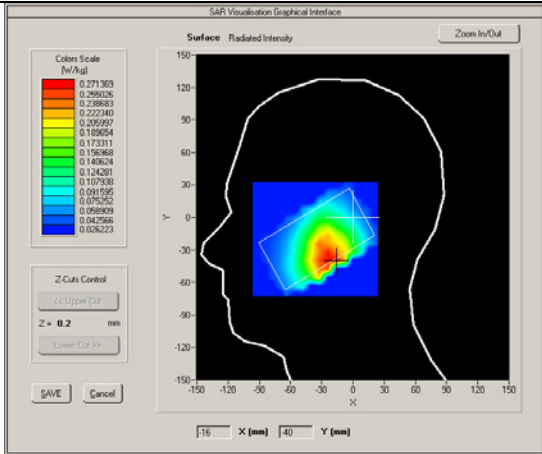 SAR Visualisation Graphical Interface
Surface Radiated Intensity
Zoom In/Out
Colors Scale
(W/kg)
0.271369
0.255026
0.238683
0.222340
0.205997
0.189654
0.173311
0.156968
0.140624
0.124281
0.107938
0.091595
0.075252
0.058909
0.042566
0.026223
Z-Cuts Control
<< Upper Cut
Z = 0.2 mm
Lower Cut >>
SAVE Cancel
150-
120-
90-
60-
30-
0-
-30-
-60-
-90-
-120-
-150-
Y
-150 -120 -90 -60 -30 0 30 60 90 120 150
X
-16 X (mm) -40 Y (mm)